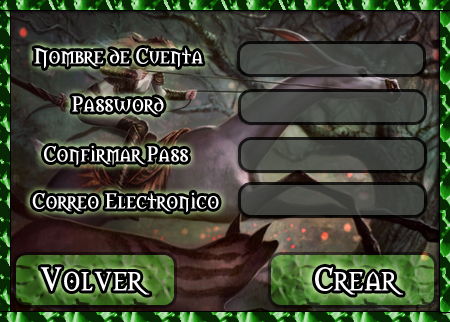 Nombre de Cuenta
Password
Confirmar Pass
Correo Electronico
Volver
Crear